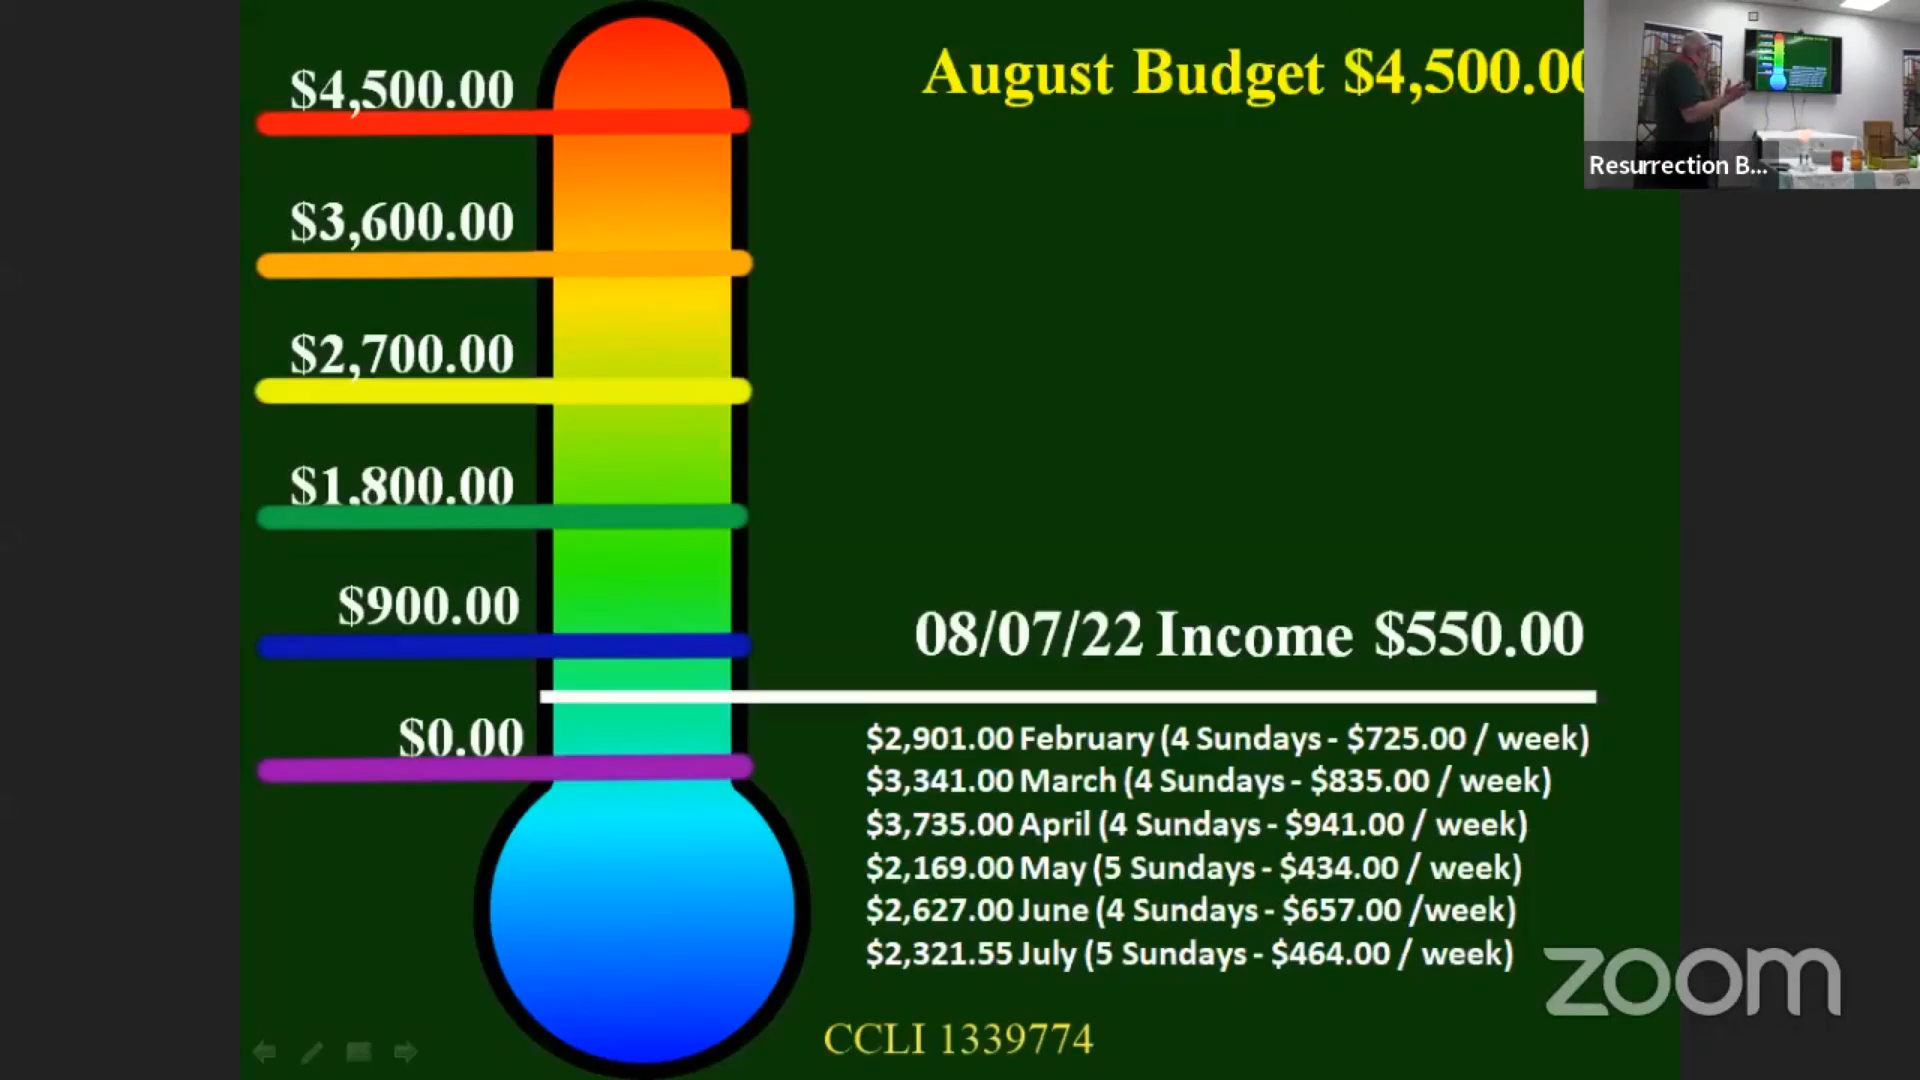 August Budget $4,500.00
Resurrection B...
$4,500.00
$3,600.00
$2,700.00
$1,800.00
$900.00
$0.00
08/07/22 Income $550.00
$2,901.00 February (4 Sundays - $725.00 / week)
$3,341.00 March (4 Sundays - $835.00 / week)
$3,735.00 April (4 Sundays - $941.00 / week)
$2,169.00 May (5 Sundays - $434.00 / week)
$2,627.00 June (4 Sundays - $657.00 /week)
$2,321.55 July (5 Sundays - $464.00 / week)
zoom
CCLI 1339774